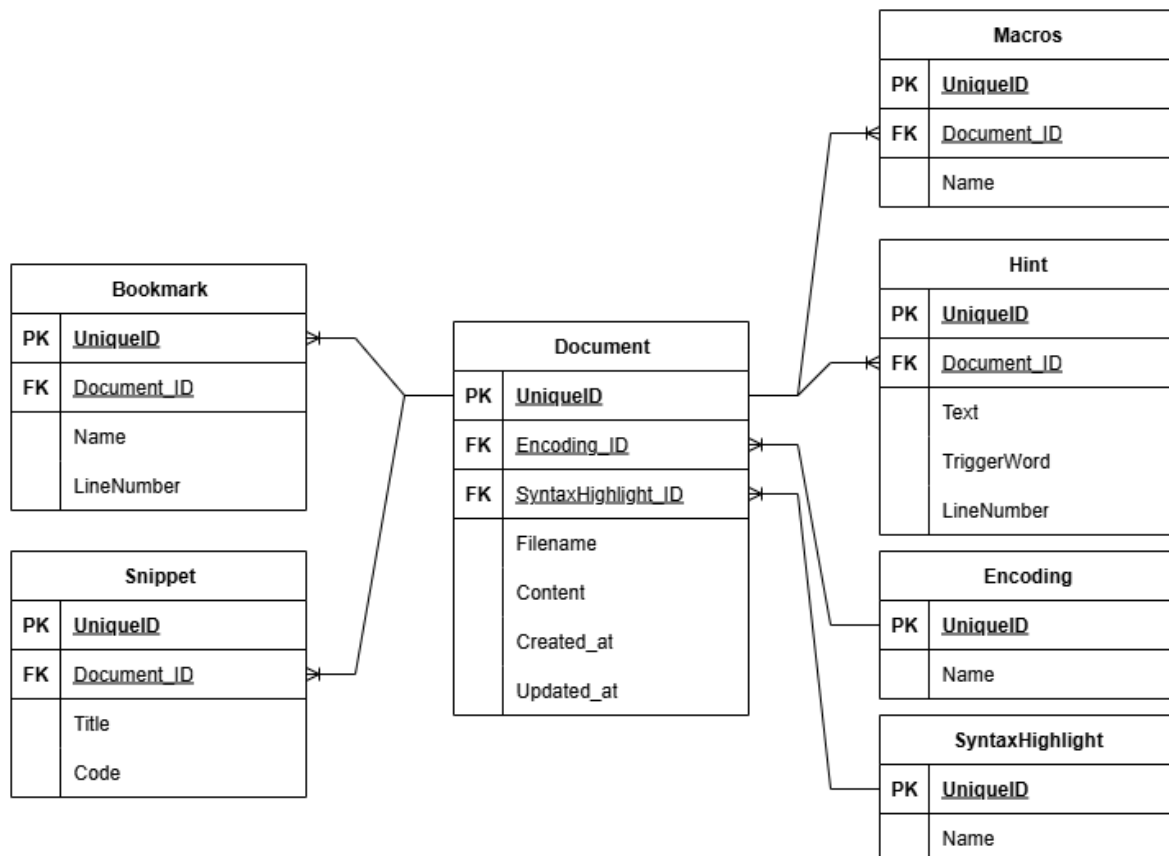 Macros
PK UniqueID
FK Document_ID
Name
Hint
PK UniqueID
FK Document_ID
Text
TriggerWord
LineNumber
Bookmark
PK UniqueID
FK Document_ID
Name
LineNumber
Document
PK UniqueID
FK Encoding_ID
FK SyntaxHighlight_ID
Filename
Content
Created_at
Updated_at
Snippet
PK UniqueID
FK Document_ID
Title
Code
Encoding
PK UniqueID
Name
SyntaxHighlight
PK UniqueID
Name